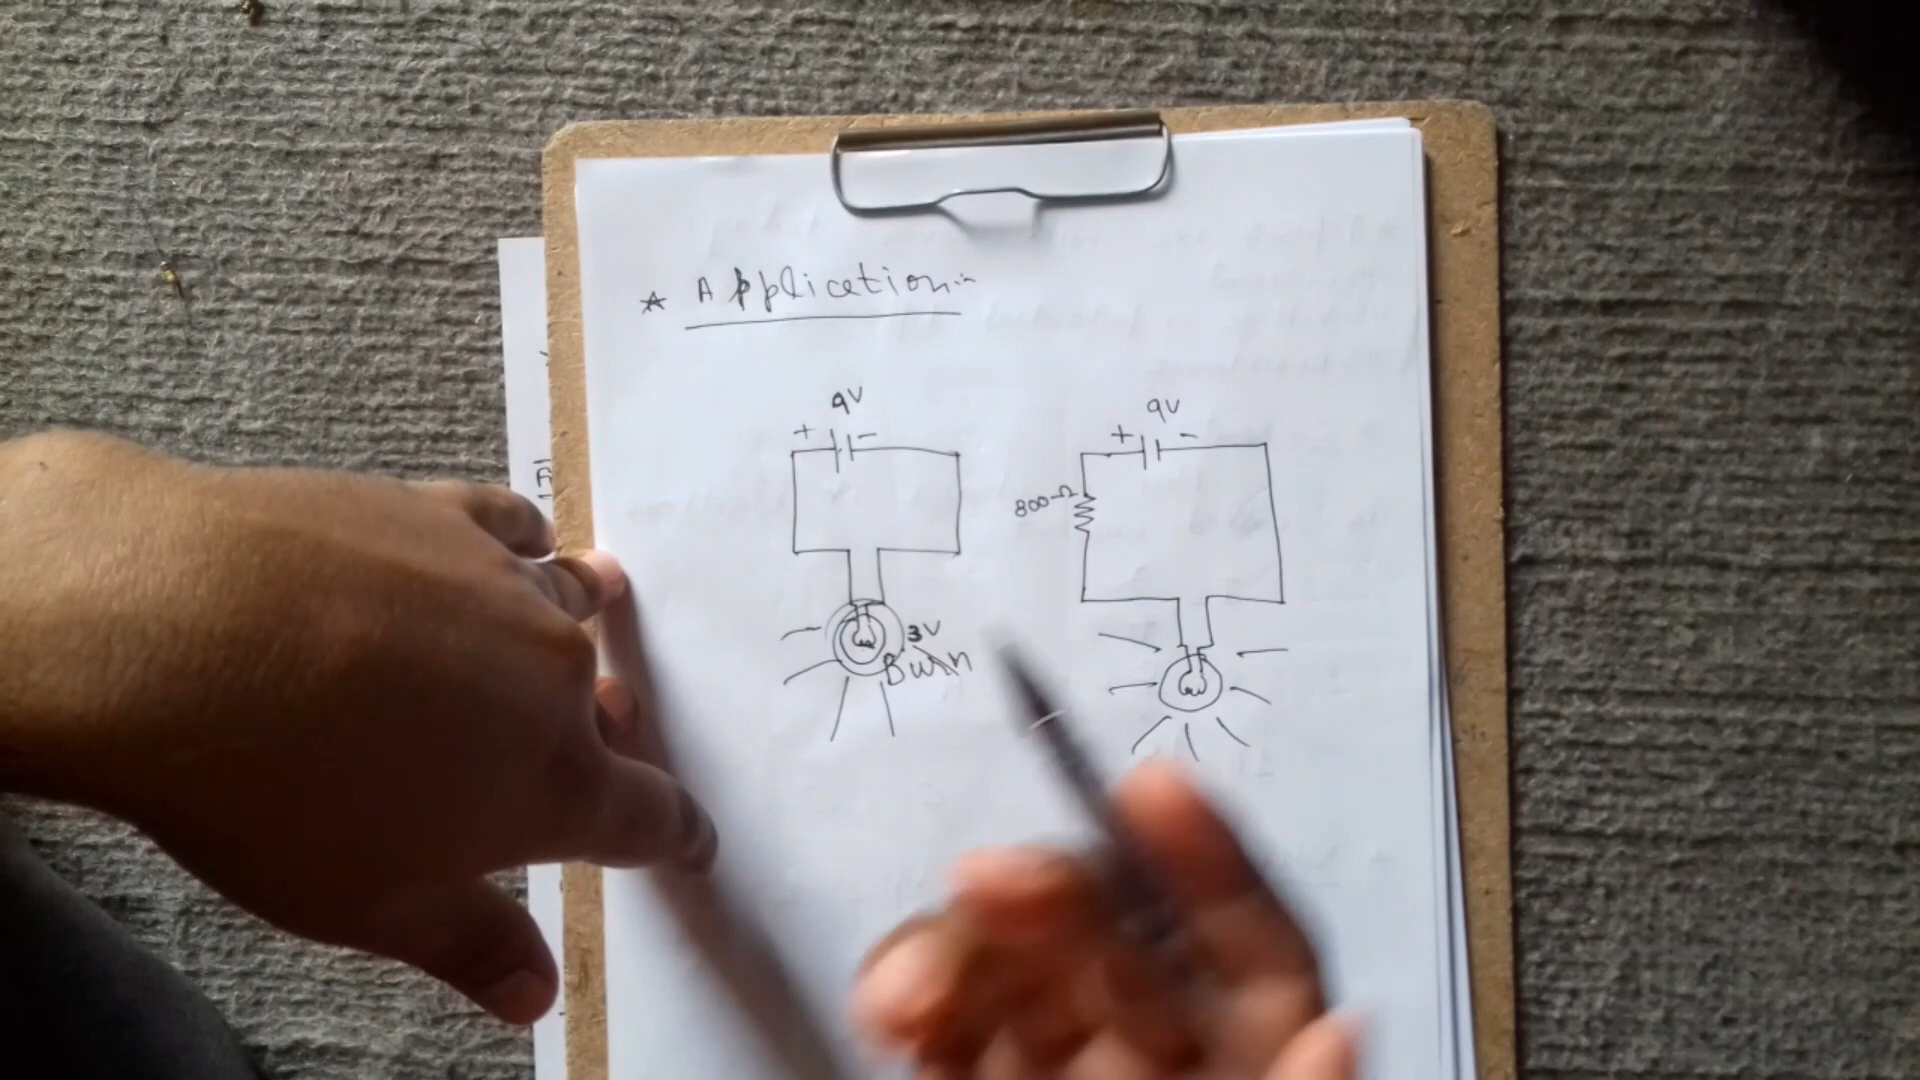 * Application:-
9V
+ -
3V
Burn
9V
+ -
800Ω